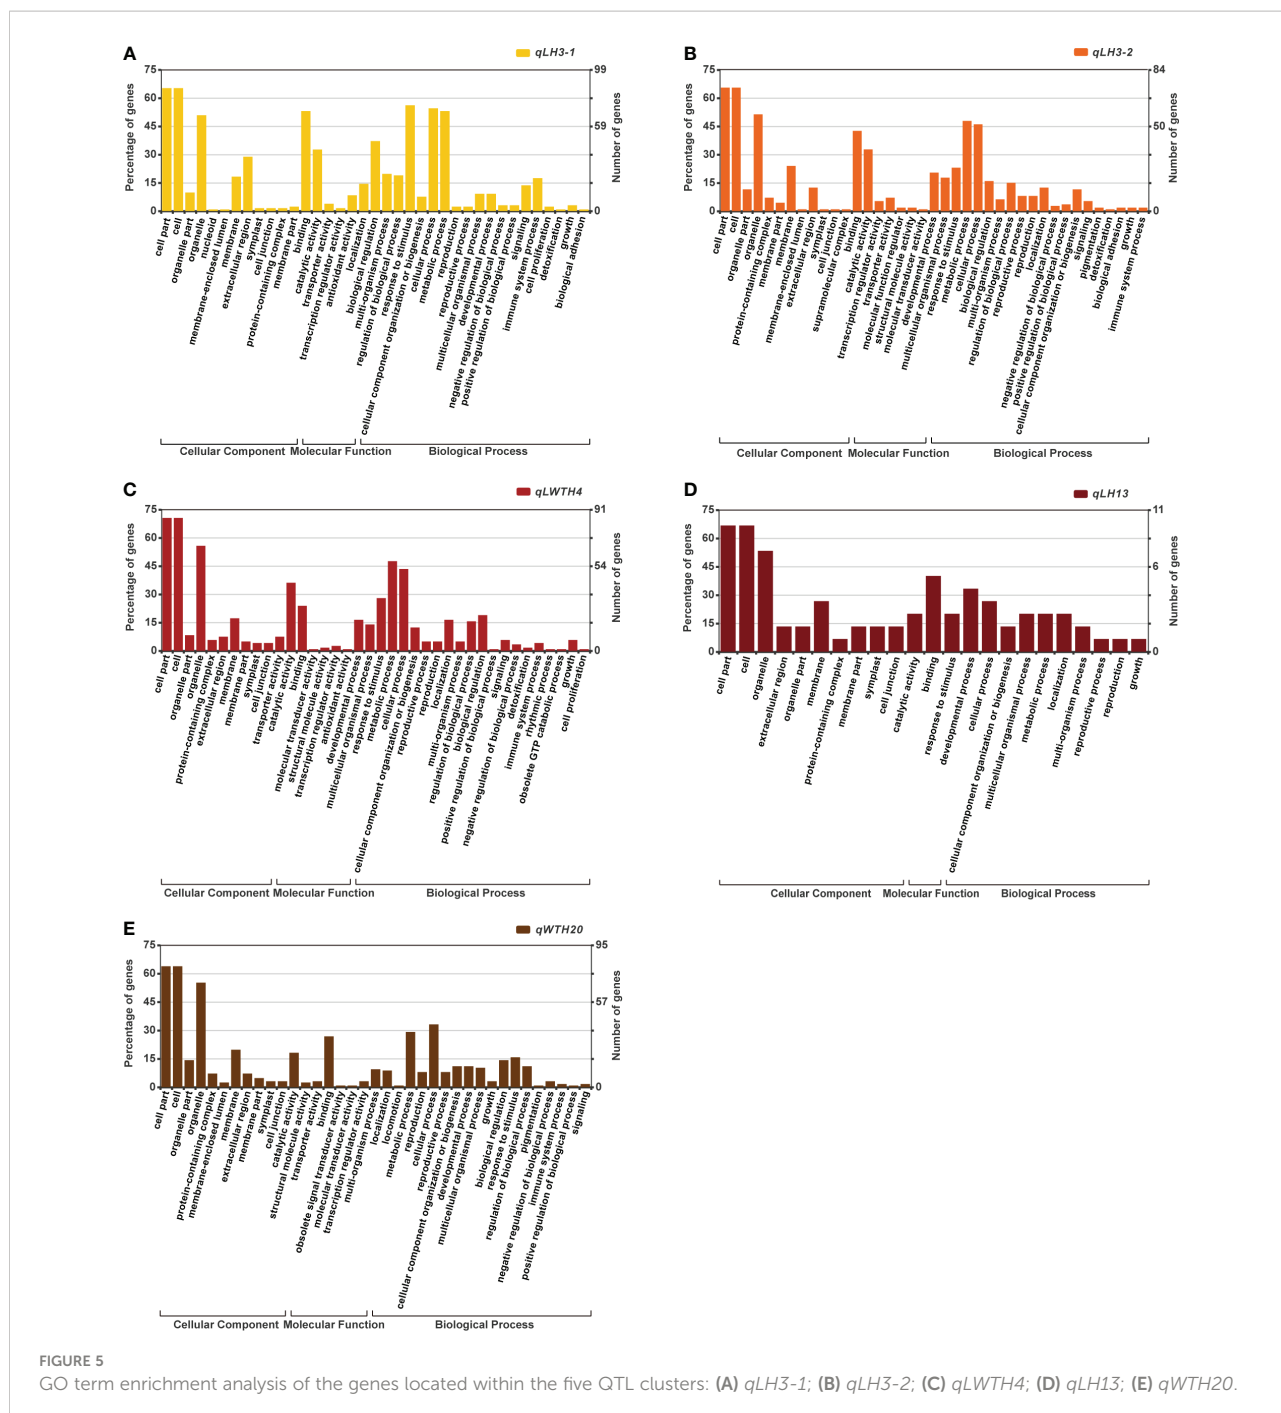 A
qLH3-1
Percentage of genes
75
60
45
30
15
0
99
59
0
Number of genes
cell part
cell
organelle part
organelle
nucleoid
membrane-enclosed lumen
membrane
extracellular region
symplast
cell junction
protein-containing complex
membrane part
binding
catalytic activity
transporter activity
transcription regulator activity
antioxidant activity
localization
biological regulation
multi-organism process
regulation of biological process
response to stimulus
cellular component organization or biogenesis
cellular process
metabolic process
reproduction
reproductive process
multicellular organismal process
developmental process
negative regulation of biological process
positive regulation of biological process
signaling
immune system process
cell proliferation
detoxification
growth
biological adhesion
Cellular Component
Molecular Function
Biological Process
B
qLH3-2
Percentage of genes
75
60
45
30
15
0
84
50
0
Number of genes
cell part
cell
organelle part
organelle
protein-containing complex
membrane part
membrane
membrane-enclosed lumen
extracellular region
symplast
cell junction
supramolecular complex
binding
catalytic activity
transcription regulator activity
transporter activity
molecular function regulator
structural molecule activity
molecular transducer activity
developmental process
multicellular organismal process
response to stimulus
metabolic process
cellular process
biological regulation
multi-organism process
regulation of biological process
reproductive process
reproduction
localization
negative regulation of biological process
positive regulation of biological process
cellular component organization or biogenesis
signaling
pigmentation
detoxification
biological adhesion
growth
immune system process
Cellular Component
Molecular Function
Biological Process
C
qLWTH4
Percentage of genes
75
60
45
30
15
0
91
54
0
Number of genes
cell part
cell
organelle part
organelle
protein-containing complex
extracellular region
membrane
membrane part
symplast
cell junction
transporter activity
catalytic activity
binding
molecular transducer activity
structural molecule activity
transcription regulator activity
antioxidant activity
developmental process
multicellular organismal process
response to stimulus
metabolic process
cellular process
cellular component organization or biogenesis
reproductive process
reproduction
localization
multi-organism process
regulation of biological process
biological regulation
positive regulation of biological process
signaling
negative regulation of biological process
detoxification
immune system process
rhythmic process
obsolete GTP catabolic process
growth
cell proliferation
Cellular Component
Molecular Function
Biological Process
D
qLH13
Percentage of genes
75
60
45
30
15
0
11
6
0
Number of genes
cell part
cell
organelle
extracellular region
organelle part
membrane
protein-containing complex
membrane part
symplast
cell junction
catalytic activity
binding
response to stimulus
developmental process
cellular process
cellular component organization or biogenesis
multicellular organismal process
metabolic process
localization
multi-organism process
reproductive process
reproduction
growth
Cellular Component
Molecular Function
Biological Process
E
qWTH20
Percentage of genes
75
60
45
30
15
0
95
57
0
Number of genes
cell part
cell
organelle part
organelle
protein-containing complex
membrane-enclosed lumen
membrane
extracellular region
membrane part
symplast
cell junction
catalytic activity
structural molecule activity
transporter activity
binding
obsolete signal transducer activity
molecular transducer activity
transcription regulator activity
multi-organism process
localization
locomotion
metabolic process
reproduction
cellular process
reproductive process
cellular component organization or biogenesis
developmental process
multicellular organismal process
growth
biological regulation
response to stimulus
regulation of biological process
pigmentation
negative regulation of biological process
immune system process
positive regulation of biological process
signaling
Cellular Component
Molecular Function
Biological Process
FIGURE 5
GO term enrichment analysis of the genes located within the five QTL clusters: (A) qLH3-1; (B) qLH3-2; (C) qLWTH4; (D) qLH13; (E) qWTH20.